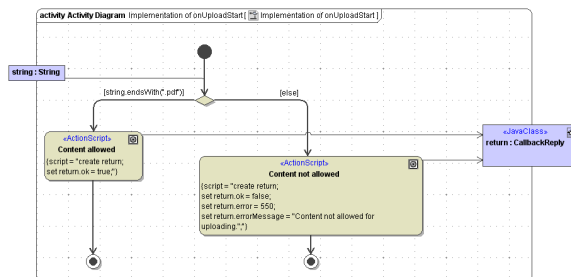 activity Activity Diagram Implementation of onUploadStart [ Implementation of onUploadStart ]
string : String
[string.endsWith(".pdf")]
[else]
«ActionScript»
Content allowed
{script = "create return;
set return.ok = true;"}
«ActionScript»
Content not allowed
{script = "create return;
set return.ok = false;
set return.error = 550;
set return.errorMessage = "Content not allowed for
uploading.";"}
«JavaClass»
return : CallbackReply